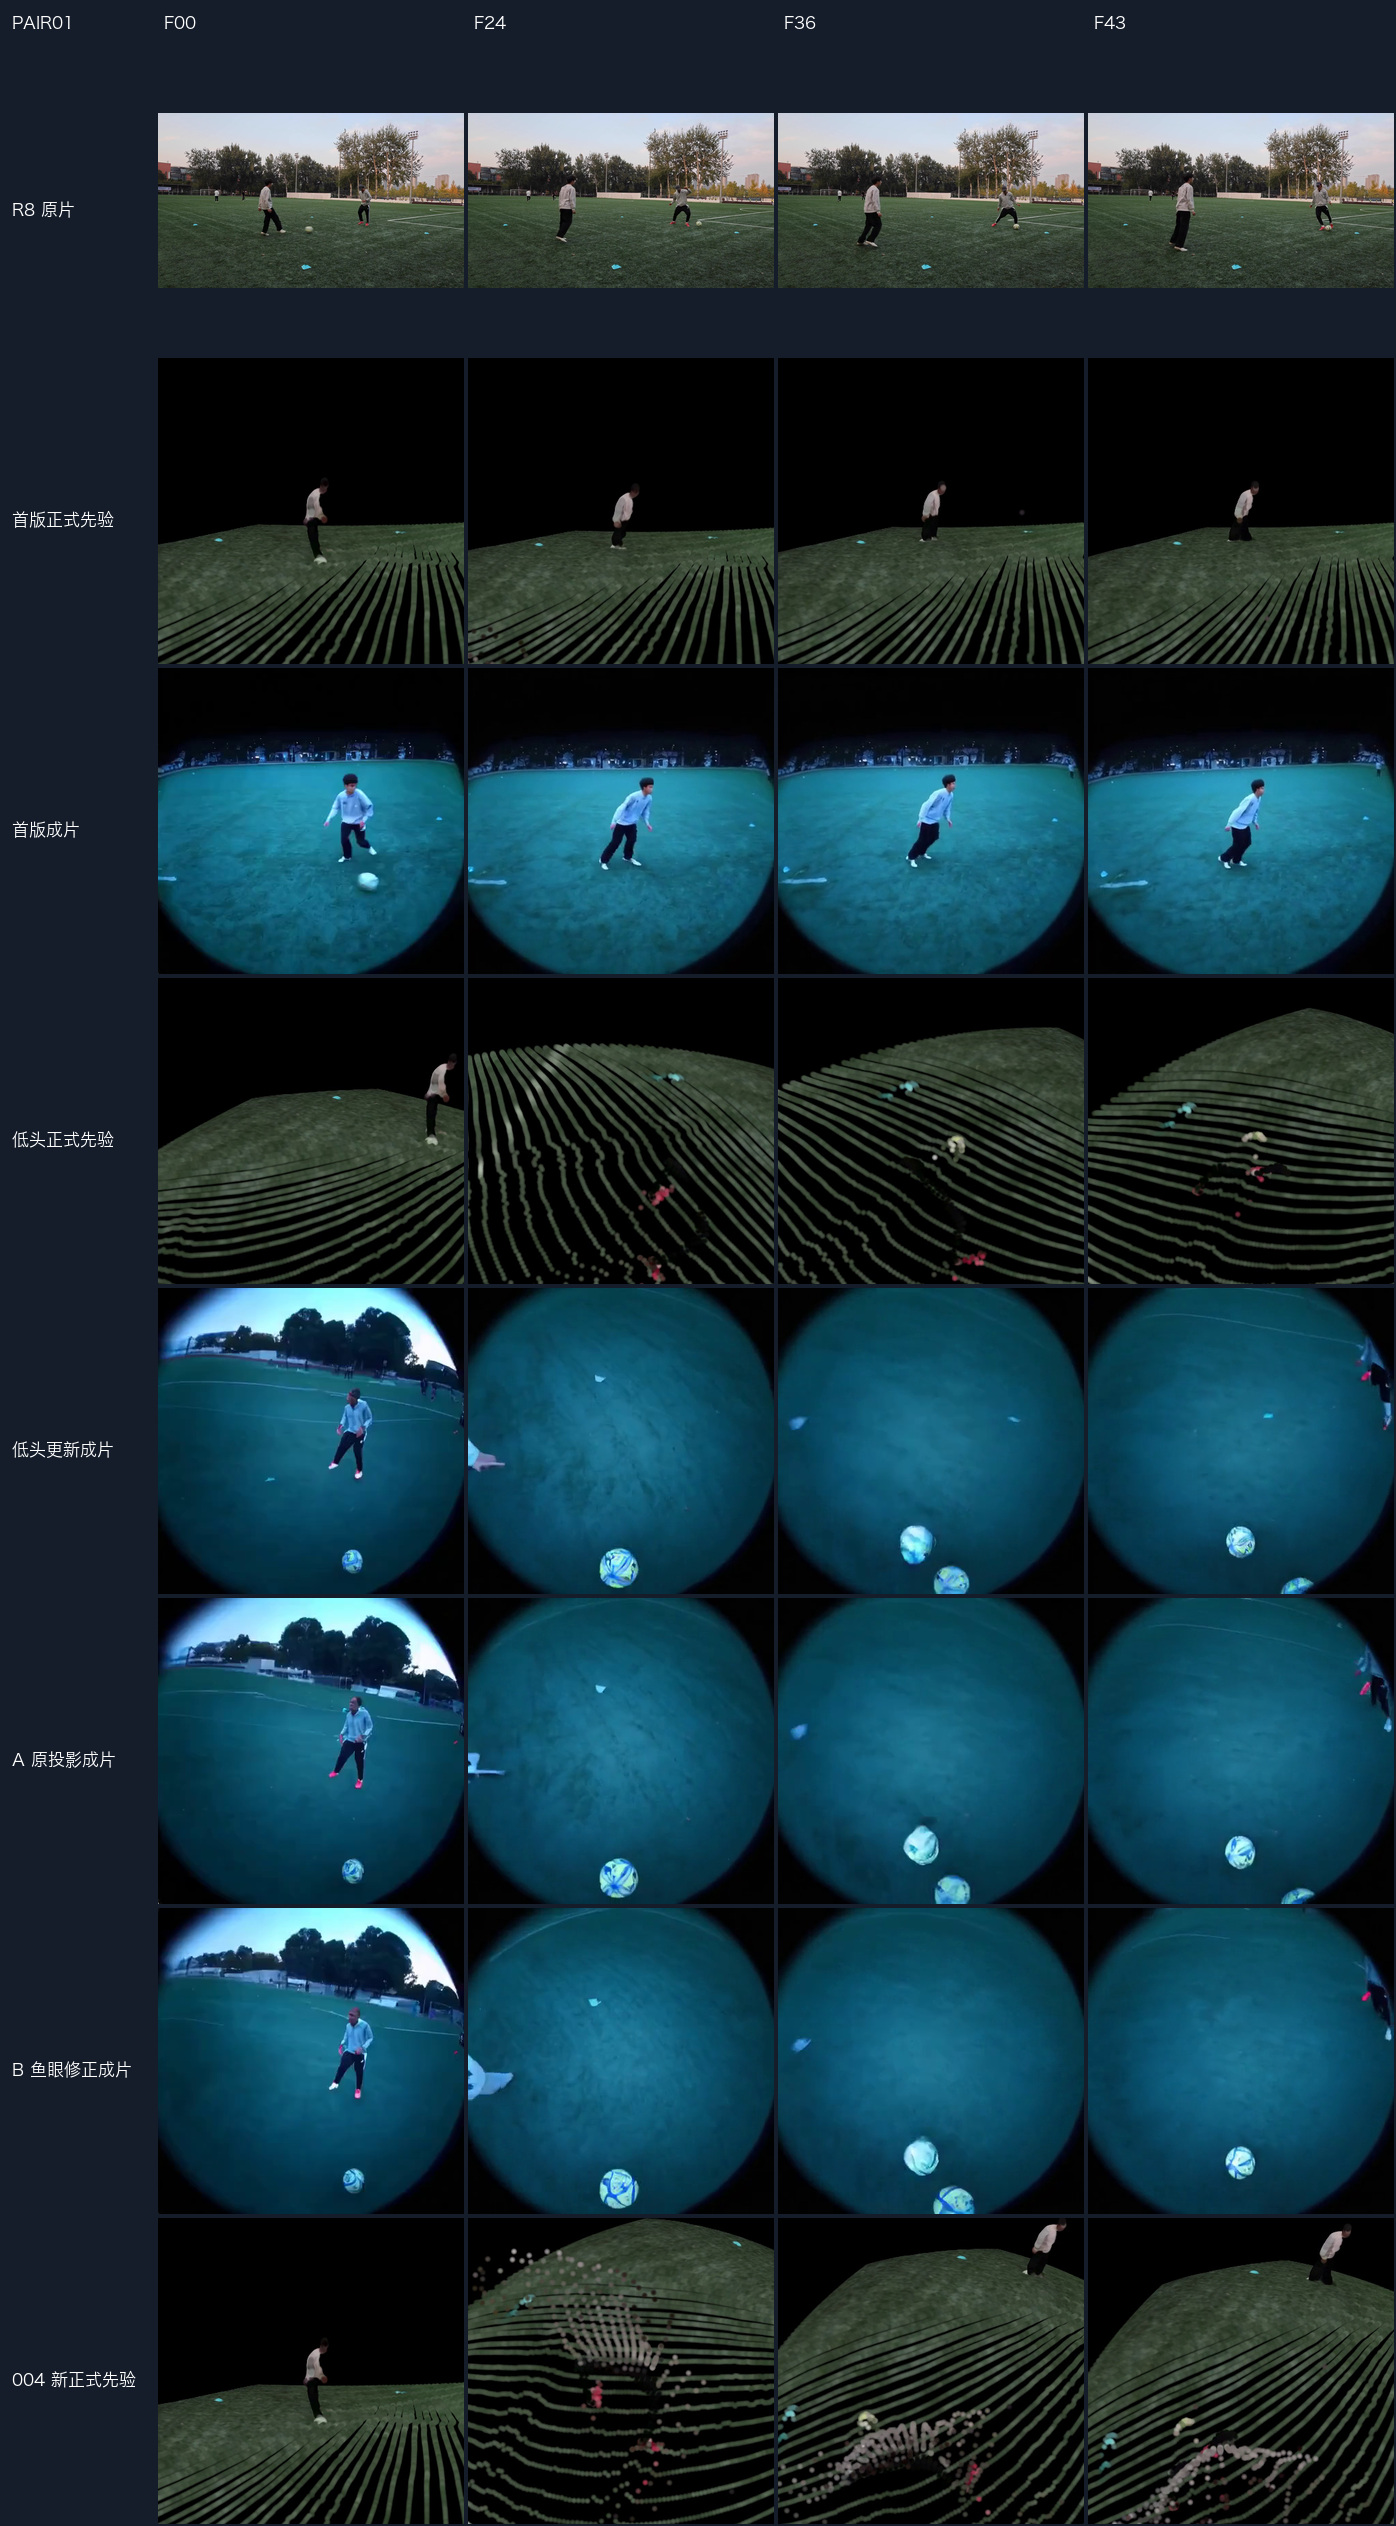 PAIR01 F00 F24 F36 F43
R8 原片
首版正式先验
首版成片
低头正式先验
低头更新成片
A 原投影成片
B 鱼眼修正成片
004 新正式先验